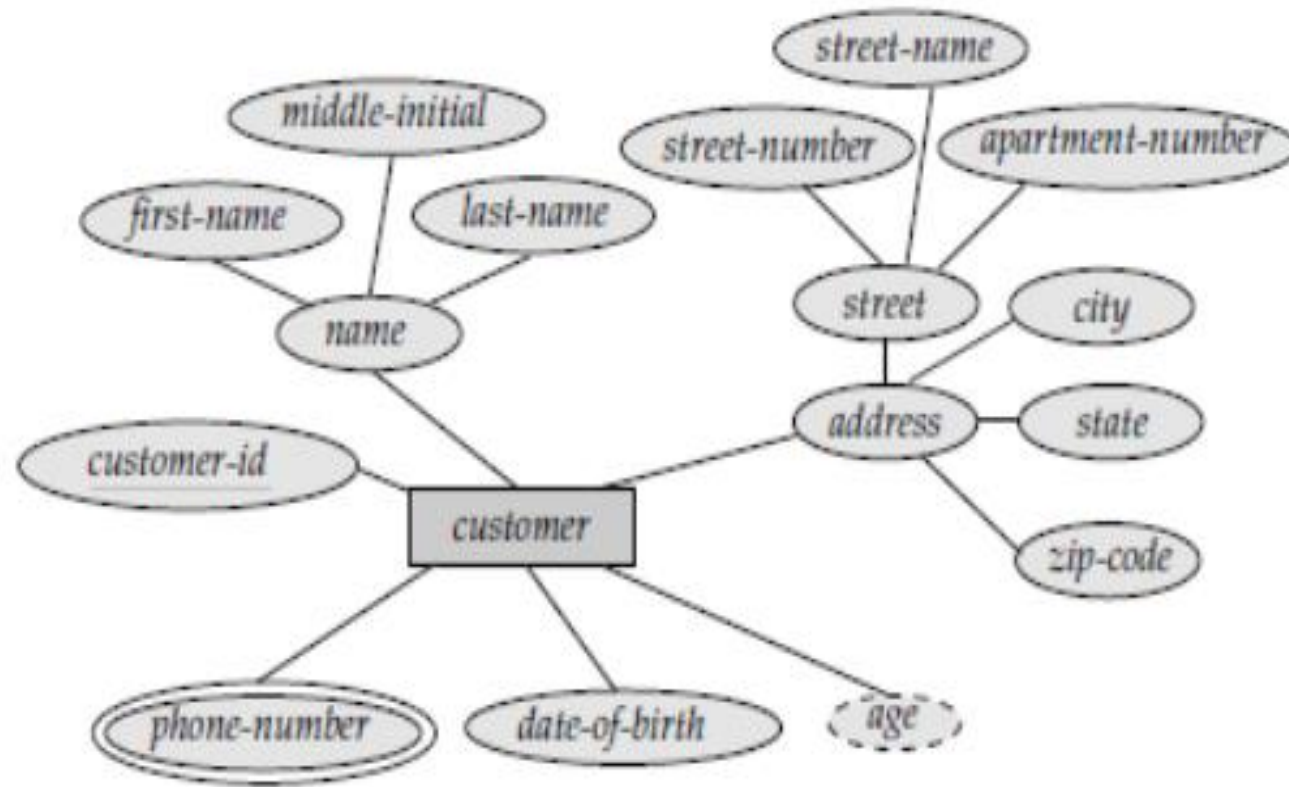 street-name
middle-initial
street-number
apartment-number
first-name
last-name
street
city
name
address
state
customer-id
customer
zip-code
phone-number
date-of-birth
age